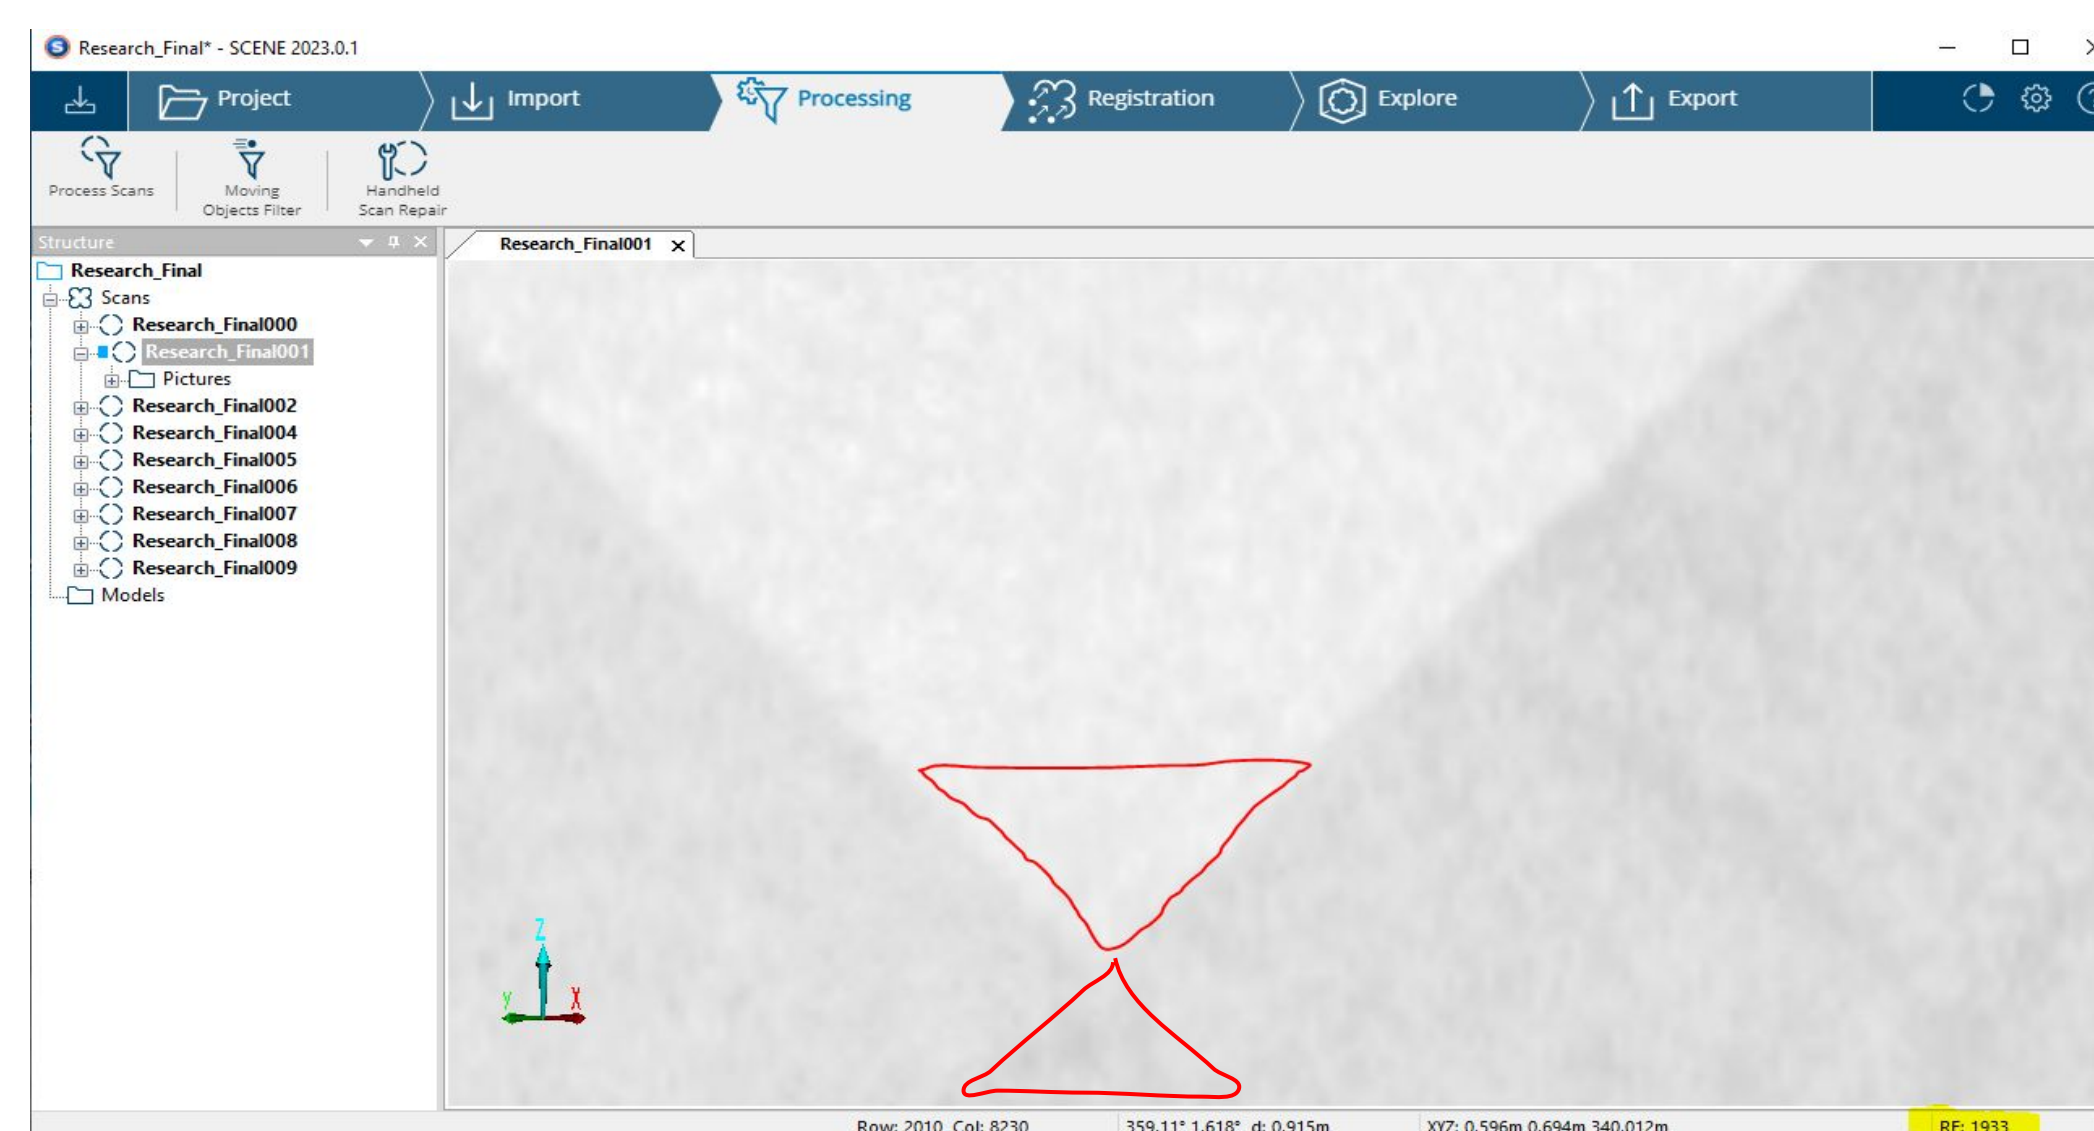 Research_Final* - SCENE 2023.0.1
Project Import Processing Registration Explore Export
Process Scans
Moving
Objects Filter
Handheld
Scan Repair
Structure
Research_Final
Scans
Research_Final000
Research_Final001
Pictures
Research_Final002
Research_Final004
Research_Final005
Research_Final006
Research_Final007
Research_Final008
Research_Final009
Models
Research_Final001
Z
y X
Row: 2010 Col: 8230 359.11° 1.618° d: 0.915m XYZ: 0.596m 0.694m 340.012m RF: 1933